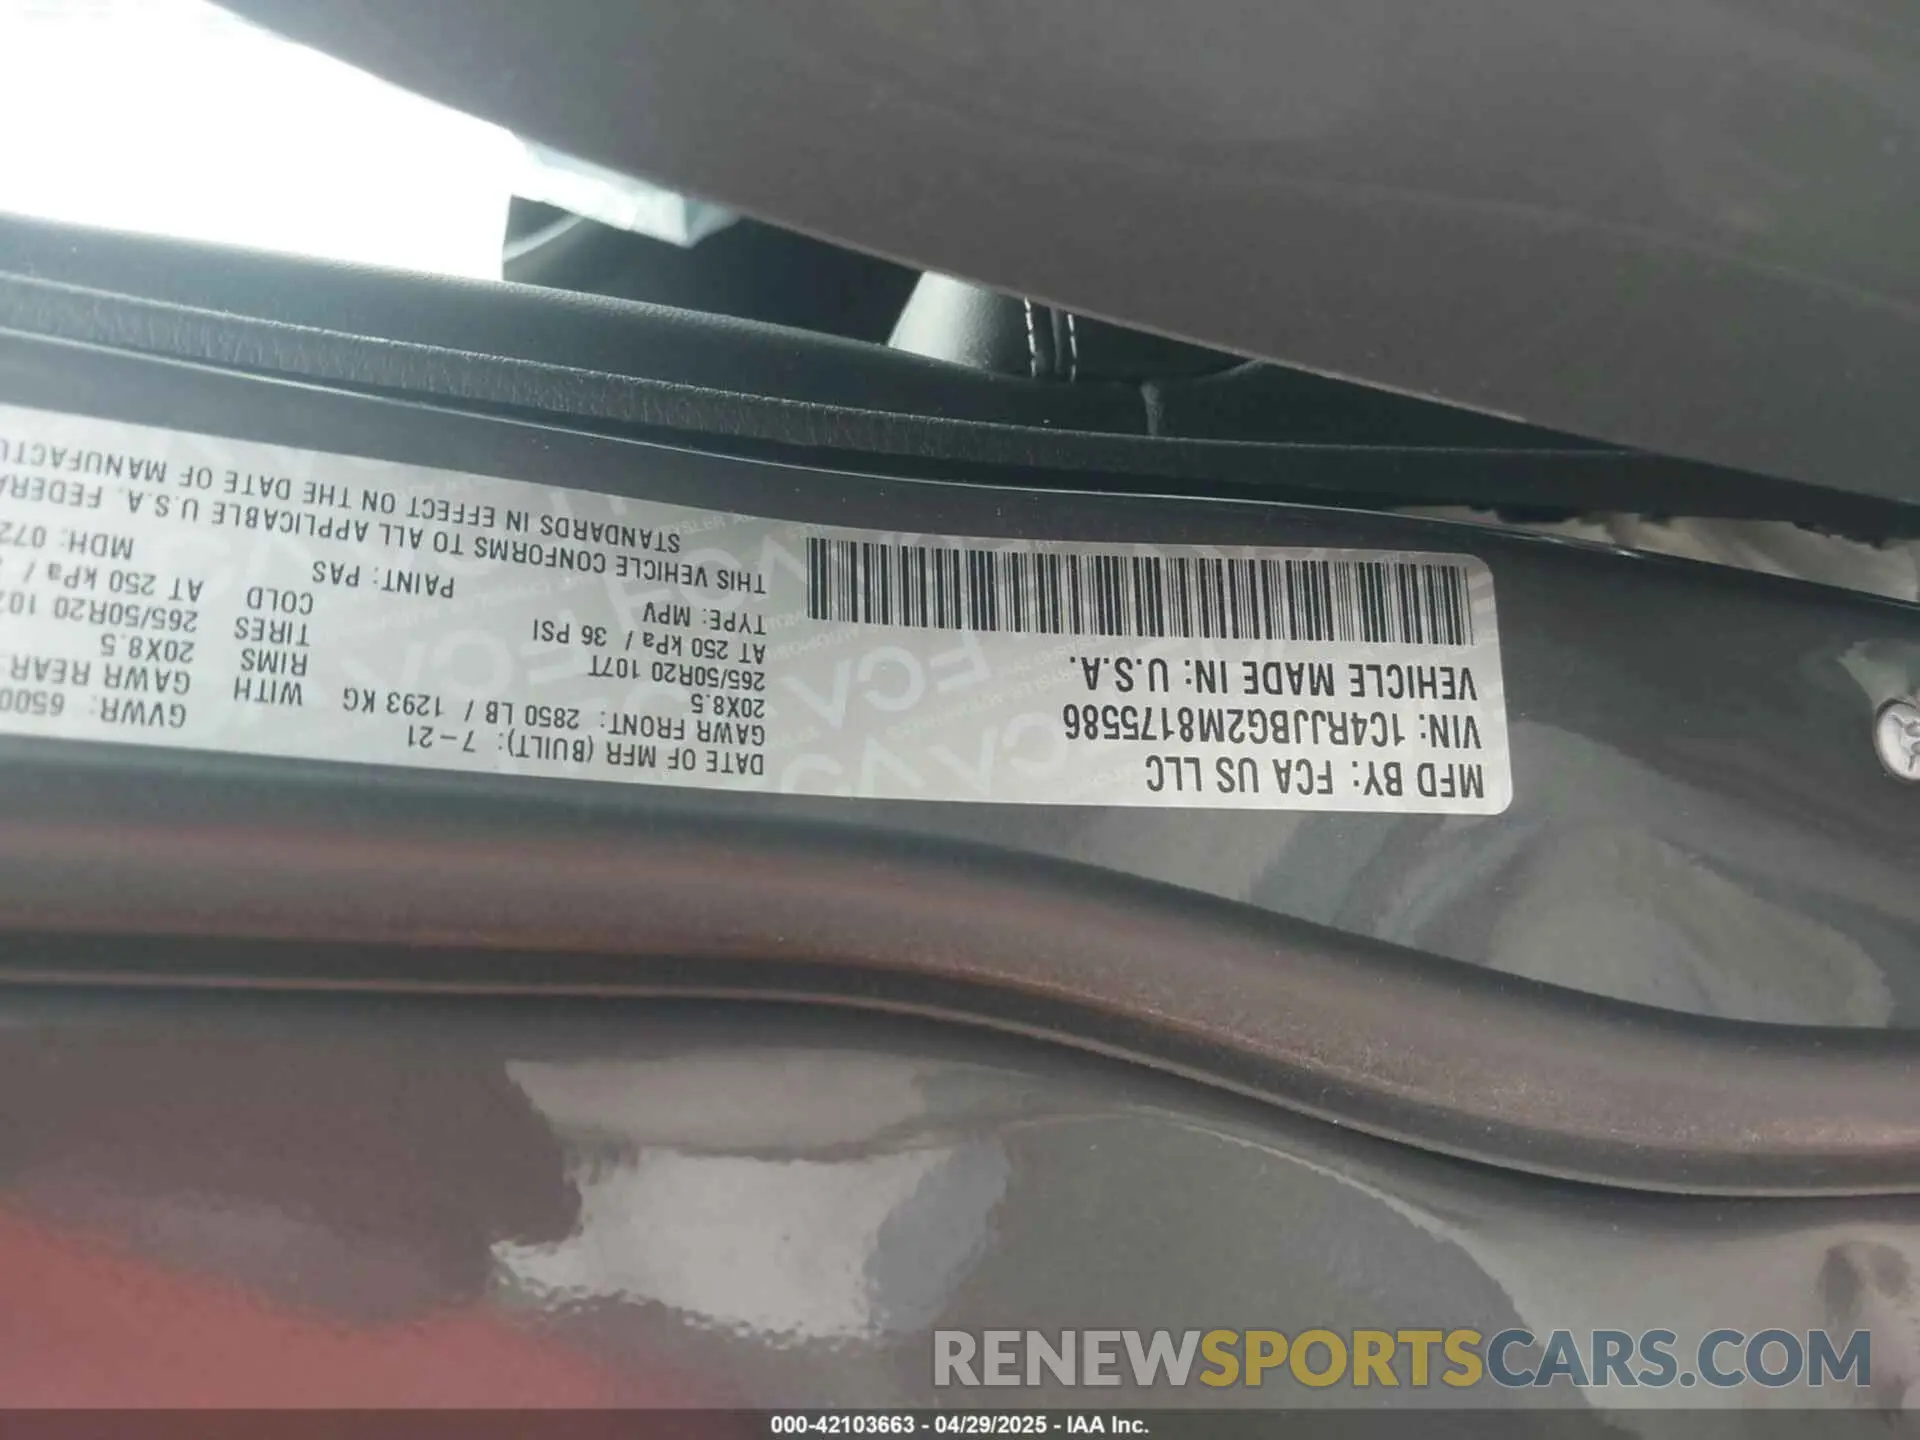 MFD BY: FCA US LLC
VIN: 1C4RJJBG2M8175586
VEHICLE MADE IN: U.S.A.
DATE OF MFR (BUILT): 7-21
GVWR: 6500
GAWR FRONT: 2850 LB / 1293 KG WITH GAWR REAR
20X8.5 RIMS 20X8.5
265/50R20 107T TIRES 265/50R20 107
AT 250 kPa / 36 PSI COLD AT 250 kPa /
TYPE: MPV PAINT: PAS MDH: 072
THIS VEHICLE CONFORMS TO ALL APPLICABLE U.S.A. FEDERA
STANDARDS IN EFFECT ON THE DATE OF MANUFACTU
RENEWSPORTSCARS.COM
000-42103663 - 04/29/2025 - IAA Inc.